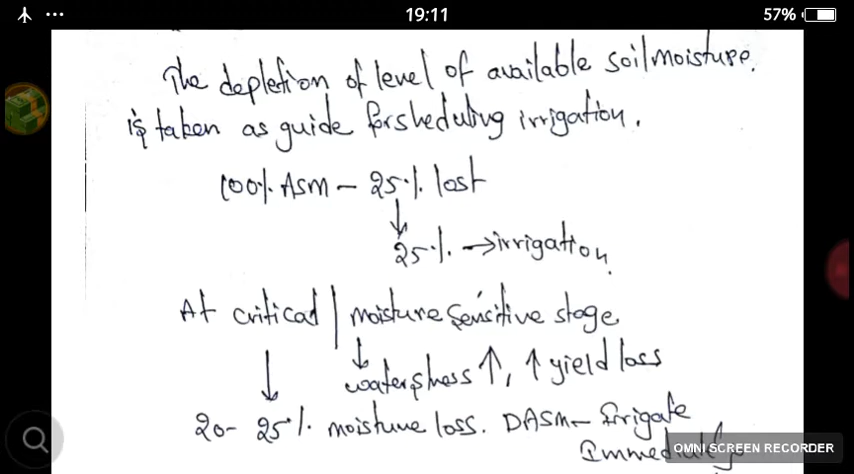 19:11
57%
The depletion of level of available soilmoisture.
is taken as guide forsheduling irrigation.
100% ASM - 25% lost
25% → irrigation
At critical | moisture sensitive stage
waterstress ↑, ↑ yield loss
20- 25% moisture loss. DASM - Irrigate
Immediatly
OMNI SCREEN RECORDER